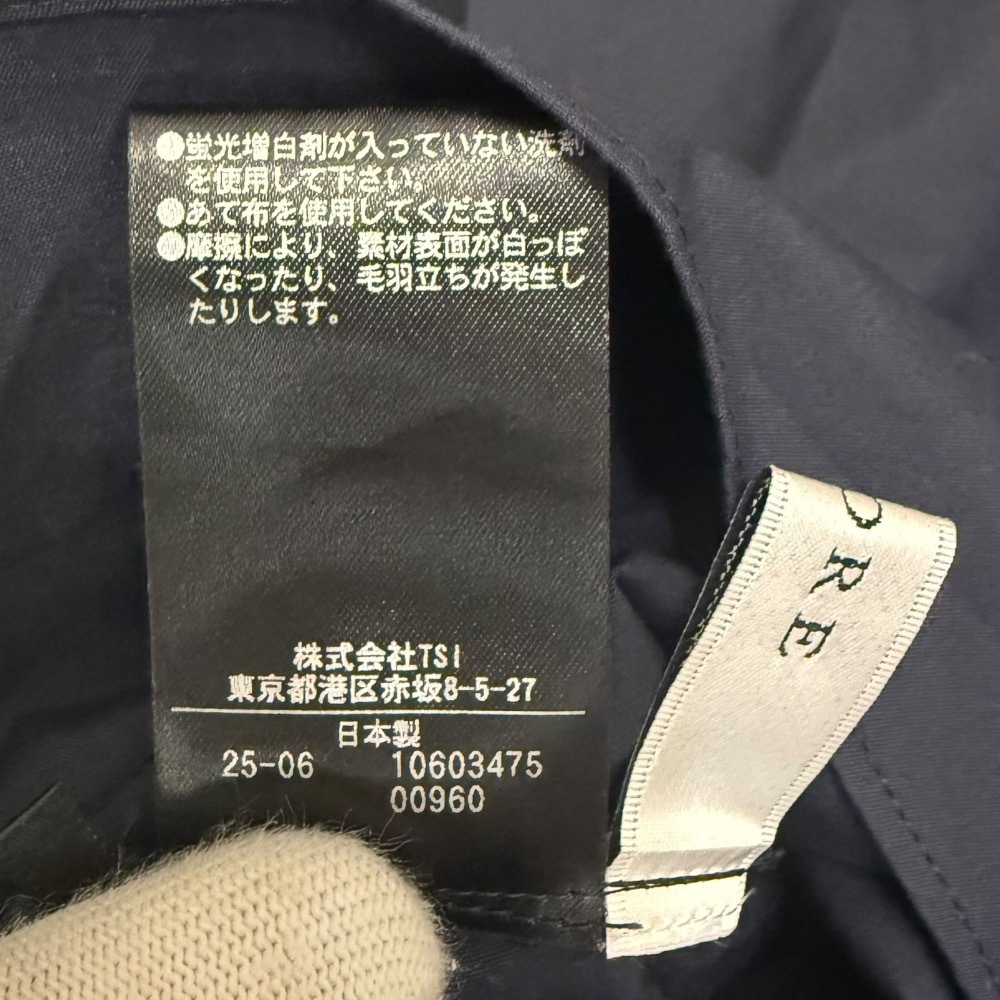 ●蛍光増白剤が入っていない洗剤
を使用して下さい。
●あて布を使用してください。
●摩擦により、素材表面が白っぽ
くなったり、毛羽立ちが発生し
たりします。
株式会社TSI
東京都港区赤坂8-5-27
日本製
25-06 10603475
00960
ORE